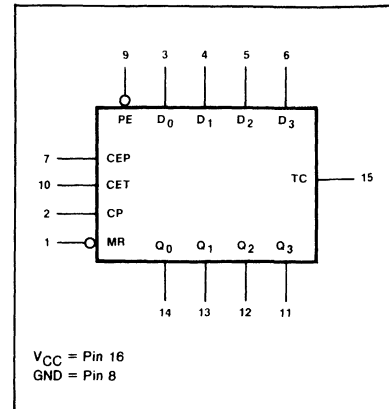 9 3 4 5 6
PE D0 D1 D2 D3
7 CEP
10 CET
TC 15
2 CP
1 MR
Q0 Q1 Q2 Q3
14 13 12 11
VCC = Pin 16
GND = Pin 8